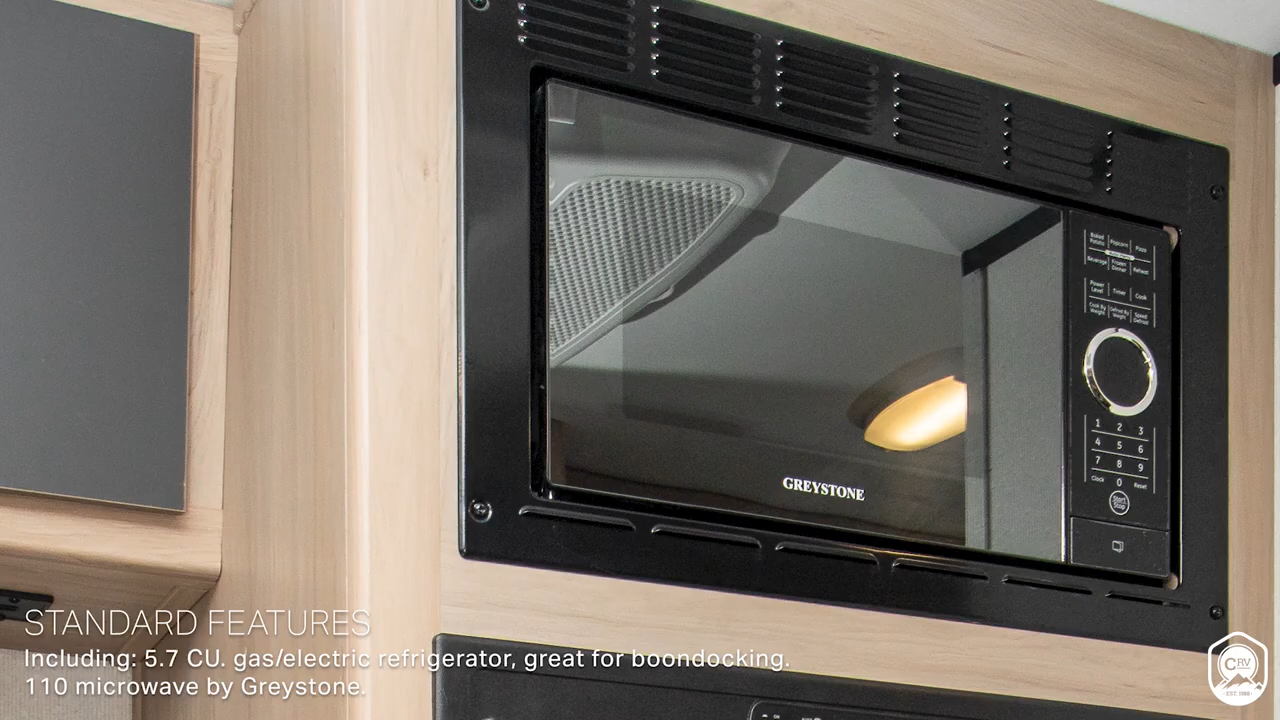 Baked Potato
Popcorn
Pizza
Beverage
Frozen Dinner
Reheat
Power Level
Timer
Cook
Cook By Weight
Defrost By Weight
Speed Defrost
1 2 3
4 5 6
7 8 9
Clock 0 Reset
Start Stop
GREYSTONE
STANDARD FEATURES
Including: 5.7 CU. gas/electric refrigerator, great for boondocking.
110 microwave by Greystone.
CRV